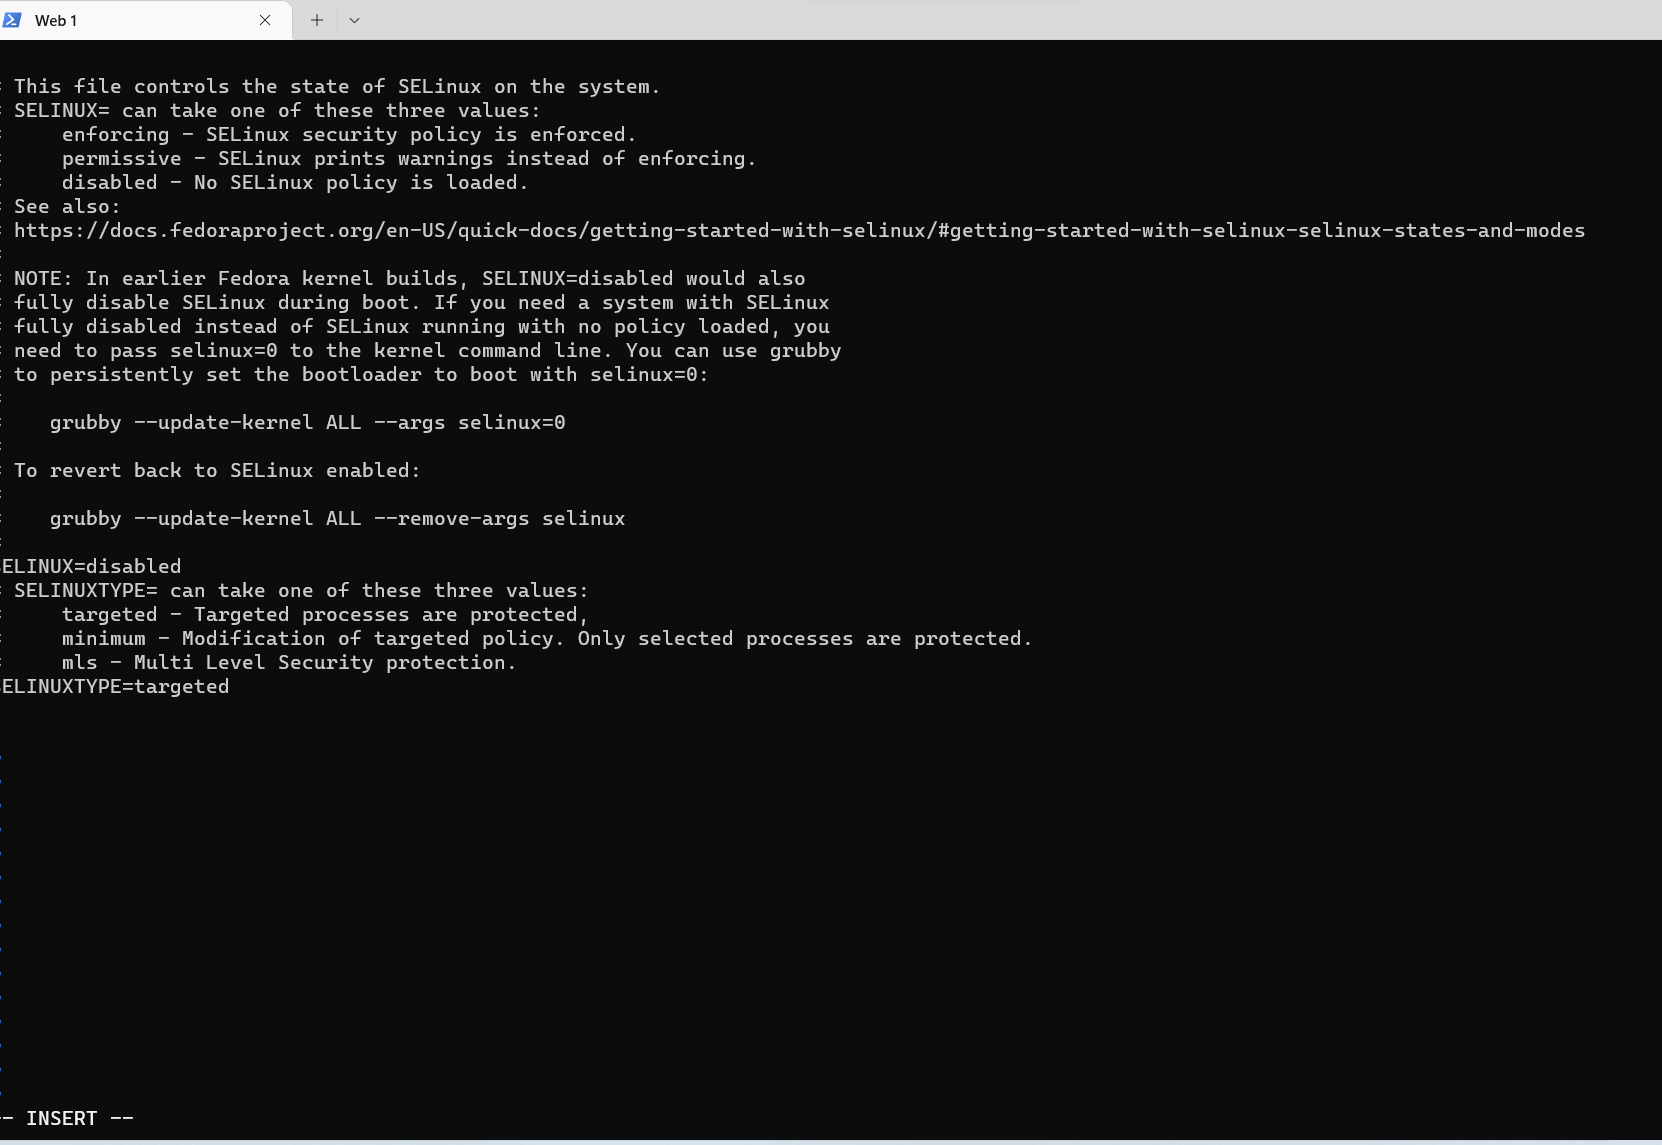 Web 1
This file controls the state of SELinux on the system.
SELINUX= can take one of these three values:
enforcing - SELinux security policy is enforced.
permissive - SELinux prints warnings instead of enforcing.
disabled - No SELinux policy is loaded.
See also:
https://docs.fedoraproject.org/en-US/quick-docs/getting-started-with-selinux/#getting-started-with-selinux-selinux-states-and-modes
NOTE: In earlier Fedora kernel builds, SELINUX=disabled would also
fully disable SELinux during boot. If you need a system with SELinux
fully disabled instead of SELinux running with no policy loaded, you
need to pass selinux=0 to the kernel command line. You can use grubby
to persistently set the bootloader to boot with selinux=0:
grubby --update-kernel ALL --args selinux=0
To revert back to SELinux enabled:
grubby --update-kernel ALL --remove-args selinux
ELINUX=disabled
SELINUXTYPE= can take one of these three values:
targeted - Targeted processes are protected,
minimum - Modification of targeted policy. Only selected processes are protected.
mls - Multi Level Security protection.
ELINUXTYPE=targeted
-- INSERT --